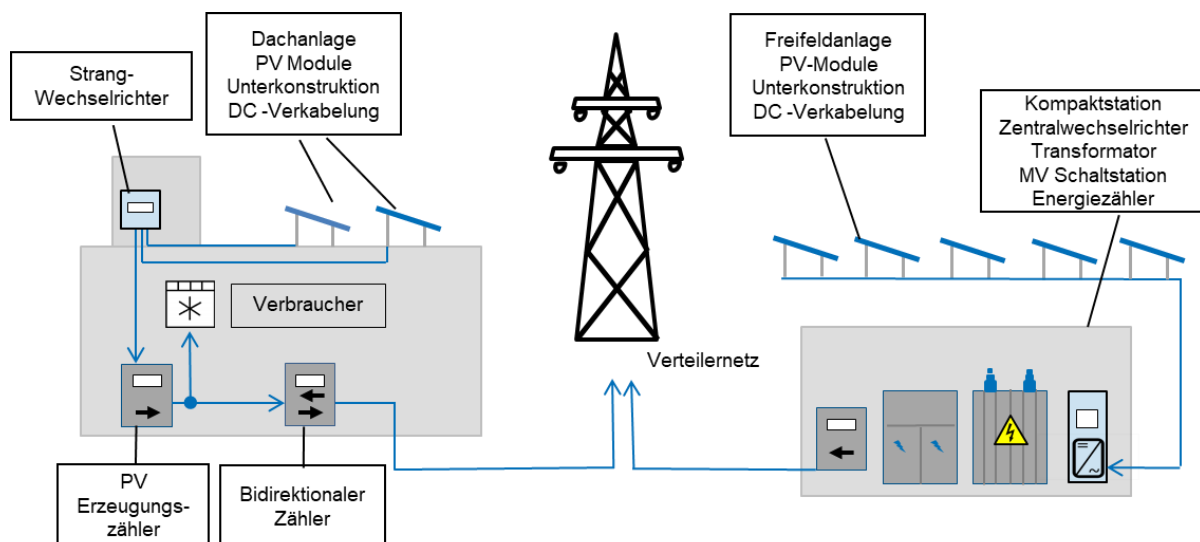 Strang-
Wechselrichter
Dachanlage
PV Module
Unterkonstruktion
DC -Verkabelung
Freifeldanlage
PV-Module
Unterkonstruktion
DC -Verkabelung
Kompaktstation
Zentralwechselrichter
Transformator
MV Schaltstation
Energiezähler
Verbraucher
Verteilernetz
PV
Erzeugungs-
zähler
Bidirektionaler
Zähler